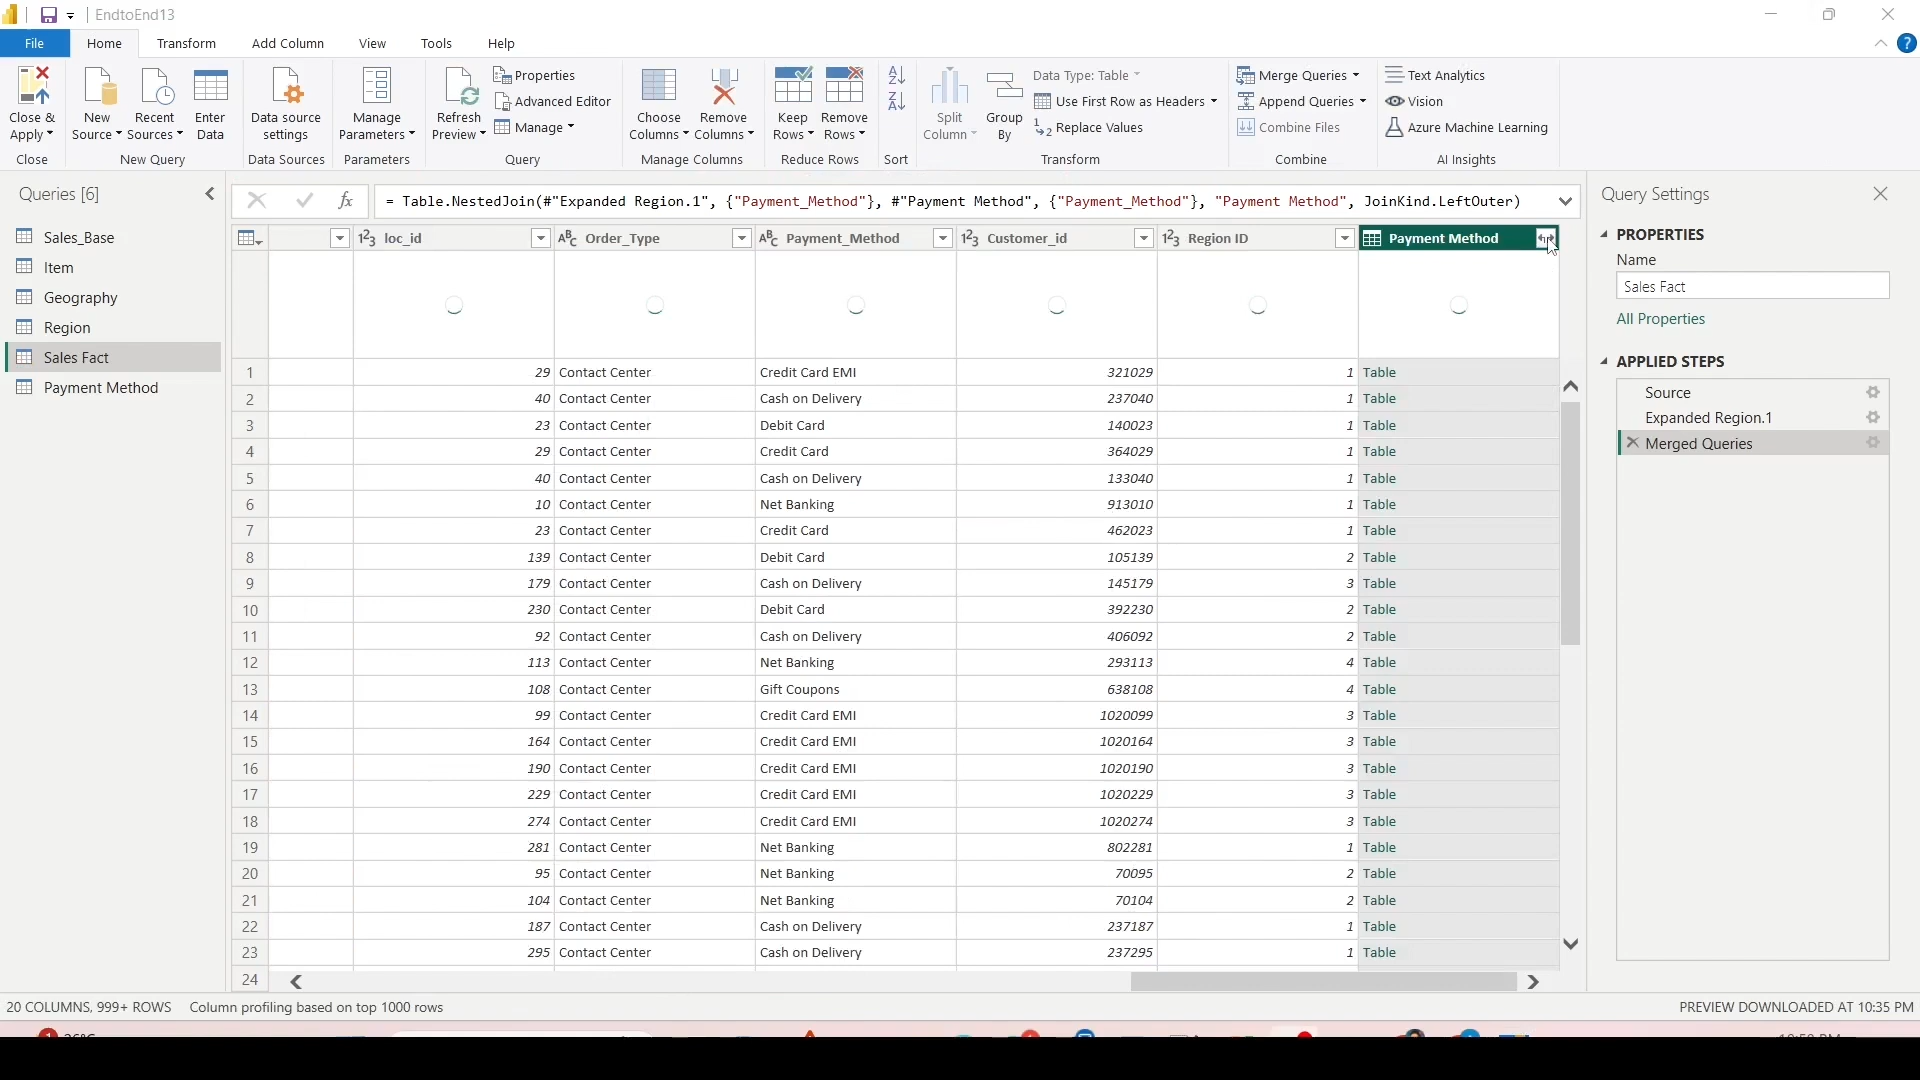 EndtoEnd13
File Home Transform Add Column View Tools Help
Close & Apply
New Source
Recent Sources
Enter Data
Data source settings
Manage Parameters
Refresh Preview
Properties
Advanced Editor
Manage
Choose Columns
Remove Columns
Keep Rows
Remove Rows
Split Column
Group By
Data Type: Table
Use First Row as Headers
Replace Values
Merge Queries
Append Queries
Combine Files
Text Analytics
Vision
Azure Machine Learning
Close New Query Data Sources Parameters Query Manage Columns Reduce Rows Sort Transform Combine AI Insights
Queries [6]
Sales_Base
Item
Geography
Region
Sales Fact
Payment Method
fx = Table.NestedJoin(#"Expanded Region.1", {"Payment_Method"}, #"Payment Method", {"Payment_Method"}, "Payment Method", JoinKind.LeftOuter)
123 loc_id ABC Order_Type ABC Payment_Method 123 Customer_id 123 Region ID Payment Method
1 29 Contact Center Credit Card EMI 321029 1 Table
2 40 Contact Center Cash on Delivery 237040 1 Table
3 23 Contact Center Debit Card 140023 1 Table
4 29 Contact Center Credit Card 364029 1 Table
5 40 Contact Center Cash on Delivery 133040 1 Table
6 10 Contact Center Net Banking 913010 1 Table
7 23 Contact Center Credit Card 462023 1 Table
8 139 Contact Center Debit Card 105139 2 Table
9 179 Contact Center Cash on Delivery 145179 3 Table
10 230 Contact Center Debit Card 392230 2 Table
11 92 Contact Center Cash on Delivery 406092 2 Table
12 113 Contact Center Net Banking 293113 4 Table
13 108 Contact Center Gift Coupons 638108 4 Table
14 99 Contact Center Credit Card EMI 1020099 3 Table
15 164 Contact Center Credit Card EMI 1020164 3 Table
16 190 Contact Center Credit Card EMI 1020190 3 Table
17 229 Contact Center Credit Card EMI 1020229 3 Table
18 274 Contact Center Credit Card EMI 1020274 3 Table
19 281 Contact Center Net Banking 802281 1 Table
20 95 Contact Center Net Banking 70095 2 Table
21 104 Contact Center Net Banking 70104 2 Table
22 187 Contact Center Cash on Delivery 237187 1 Table
23 295 Contact Center Cash on Delivery 237295 1 Table
24
Query Settings
PROPERTIES
Name
Sales Fact
All Properties
APPLIED STEPS
Source
Expanded Region.1
Merged Queries
20 COLUMNS, 999+ ROWS Column profiling based on top 1000 rows PREVIEW DOWNLOADED AT 10:35 PM